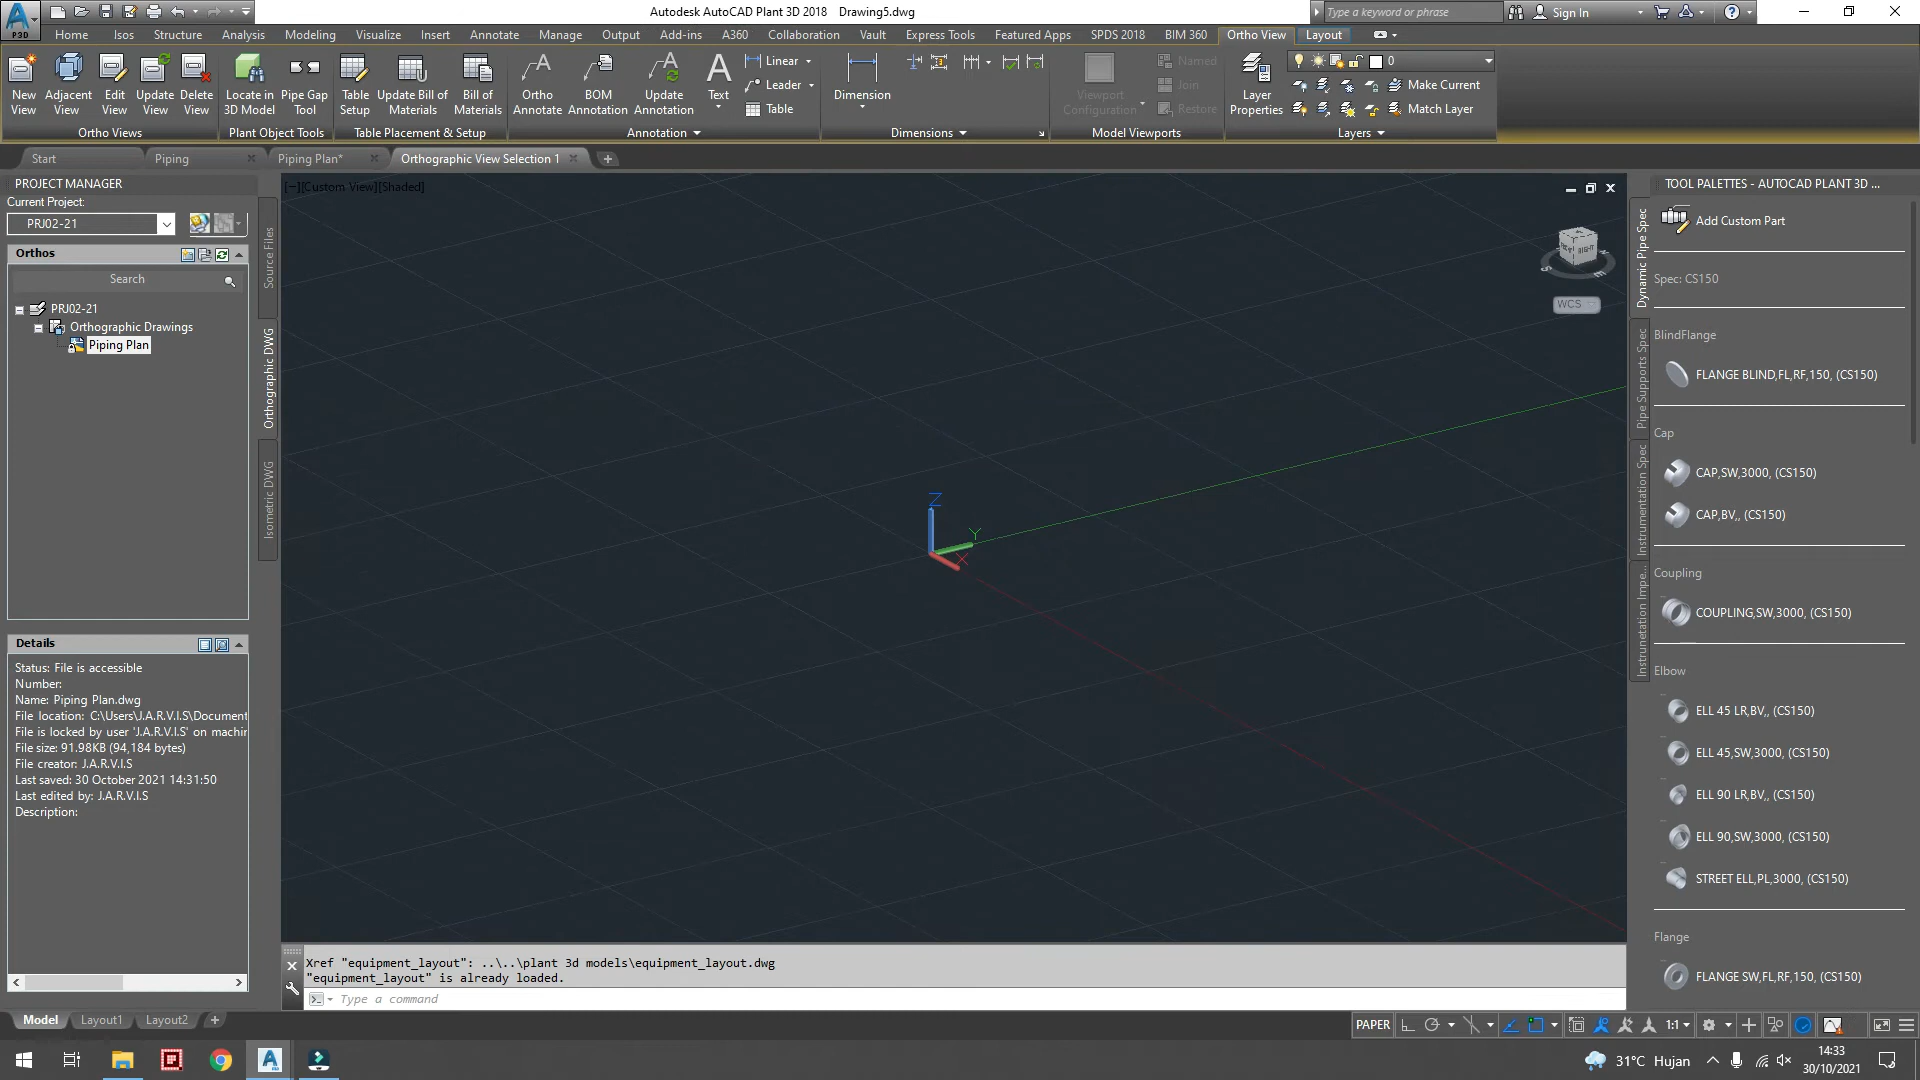 Autodesk AutoCAD Plant 3D 2018 Drawing5.dwg
Type a keyword or phrase
Sign In
P3D
Home Isos Structure Analysis Modeling Visualize Insert Annotate Manage Output Add-ins A360 Collaboration Vault Express Tools Featured Apps SPDS 2018 BIM 360 Ortho View Layout
New View
Adjacent View
Edit View
Update View
Delete View
Locate in 3D Model
Pipe Gap Tool
Table Setup
Update Bill of Materials
Bill of Materials
Ortho Annotate
BOM Annotate
Update Annotation
Text
Linear
Leader
Table
Dimension
Viewport Configuration
Named
Join
Restore
Layer Properties
0
Make Current
Match Layer
Ortho Views
Plant Object Tools
Table Placement & Setup
Annotation
Dimensions
Model Viewports
Layers
Start
Piping
Piping Plan*
Orthographic View Selection 1
PROJECT MANAGER
Current Project:
PRJ02-21
Orthos
Search
PRJ02-21
Orthographic Drawings
Piping Plan
Source Files
Orthographic DWG
Isometric DWG
Details
Status: File is accessible
Number:
Name: Piping Plan.dwg
File location: C:\Users\J.A.R.V.I.S\Document
File is locked by user 'J.A.R.V.I.S' on machin
File size: 91.98KB (94,184 bytes)
File creator: J.A.R.V.I.S
Last saved: 30 October 2021 14:31:50
Last edited by: J.A.R.V.I.S
Description:
[−][Custom View][Shaded]
Z
Y
X
S
E
WCS
TOOL PALETTES - AUTOCAD PLANT 3D ...
Dynamic Pipe Spec
Pipe Supports Spec
Instrumentation Spec
Instrunetation Impe...
Add Custom Part
Spec: CS150
BlindFlange
FLANGE BLIND,FL,RF,150, (CS150)
Cap
CAP,SW,3000, (CS150)
CAP,BV,, (CS150)
Coupling
COUPLING,SW,3000, (CS150)
Elbow
ELL 45 LR,BV,, (CS150)
ELL 45,SW,3000, (CS150)
ELL 90 LR,BV,, (CS150)
ELL 90,SW,3000, (CS150)
STREET ELL,PL,3000, (CS150)
Flange
FLANGE SW,FL,RF,150, (CS150)
Xref "equipment_layout": ..\..\plant 3d models\equipment_layout.dwg
"equipment_layout" is already loaded.
Type a command
Model Layout1 Layout2
PAPER
1:1
31°C Hujan
14:33
30/10/2021